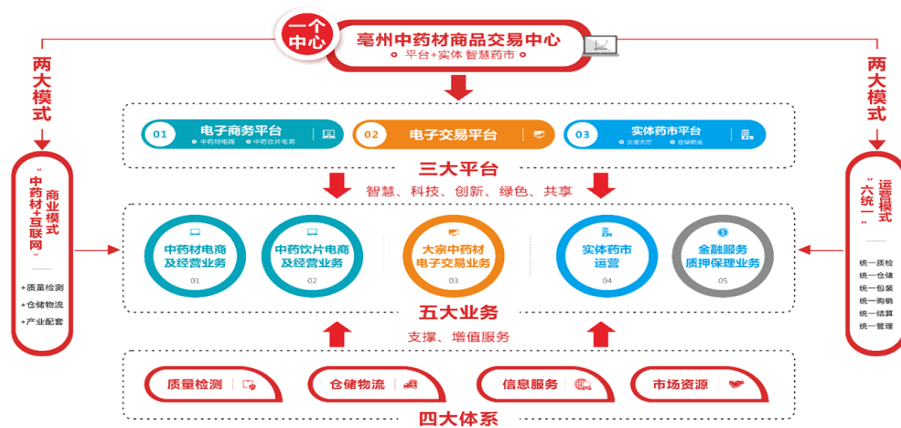 一个
中心
亳州中药材商品交易中心
平台+实体 智慧药市
两大模式
两大模式
01
电子商务平台
中药材电商
中药饮片电商
02
电子交易平台
03
实体药市平台
交易大厅
仓储物流
三大平台
智慧、科技、创新、绿色、共享
商业模式
“中药材+互联网”
+质量检测
+仓储物流
+产业配套
中药材电商
及经营业务
01
中药饮片电商
及经营业务
02
大宗中药材
电子交易业务
03
实体药市
运营
04
金融服务
质押保理业务
05
运营模式
“六统一”
统一质检
统一仓储
统一包装
统一购销
统一结算
统一管理
五大业务
支撑、增值服务
质量检测
仓储物流
信息服务
市场资源
四大体系